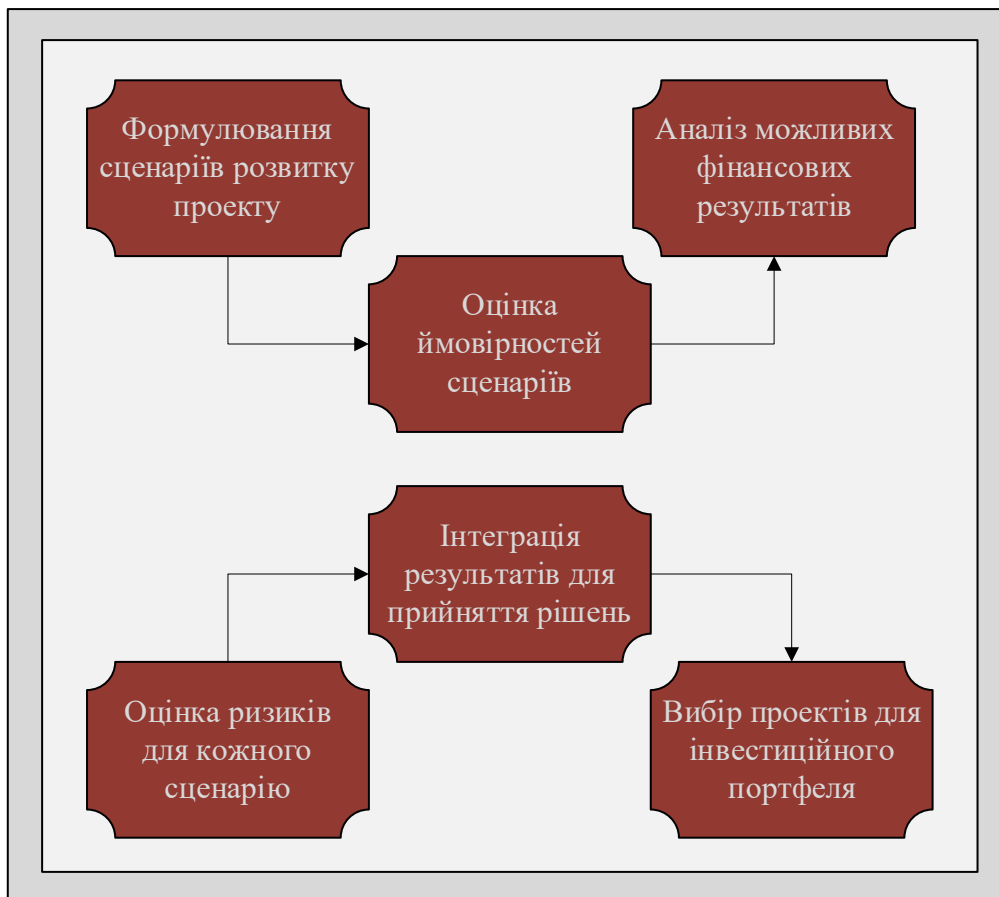 Формулювання
сценаріїв розвитку
проекту
Аналіз можливих
фінансових
результатів
Оцінка
ймовірностей
сценаріїв
Інтеграція
результатів для
прийняття рішень
Оцінка ризиків
для кожного
сценарію
Вибір проектів для
інвестиційного
портфеля